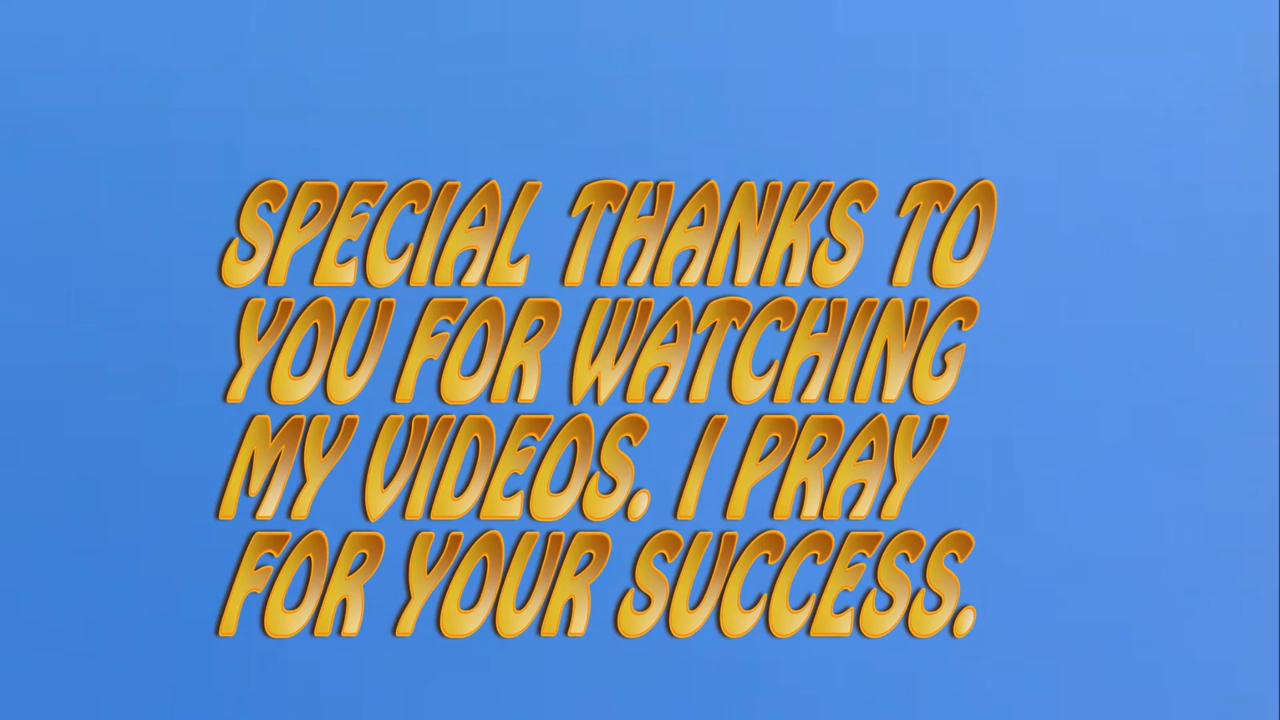 SPECIAL THANKS TO
YOU FOR WATCHING
MY VIDEOS. I PRAY
FOR YOUR SUCCESS.